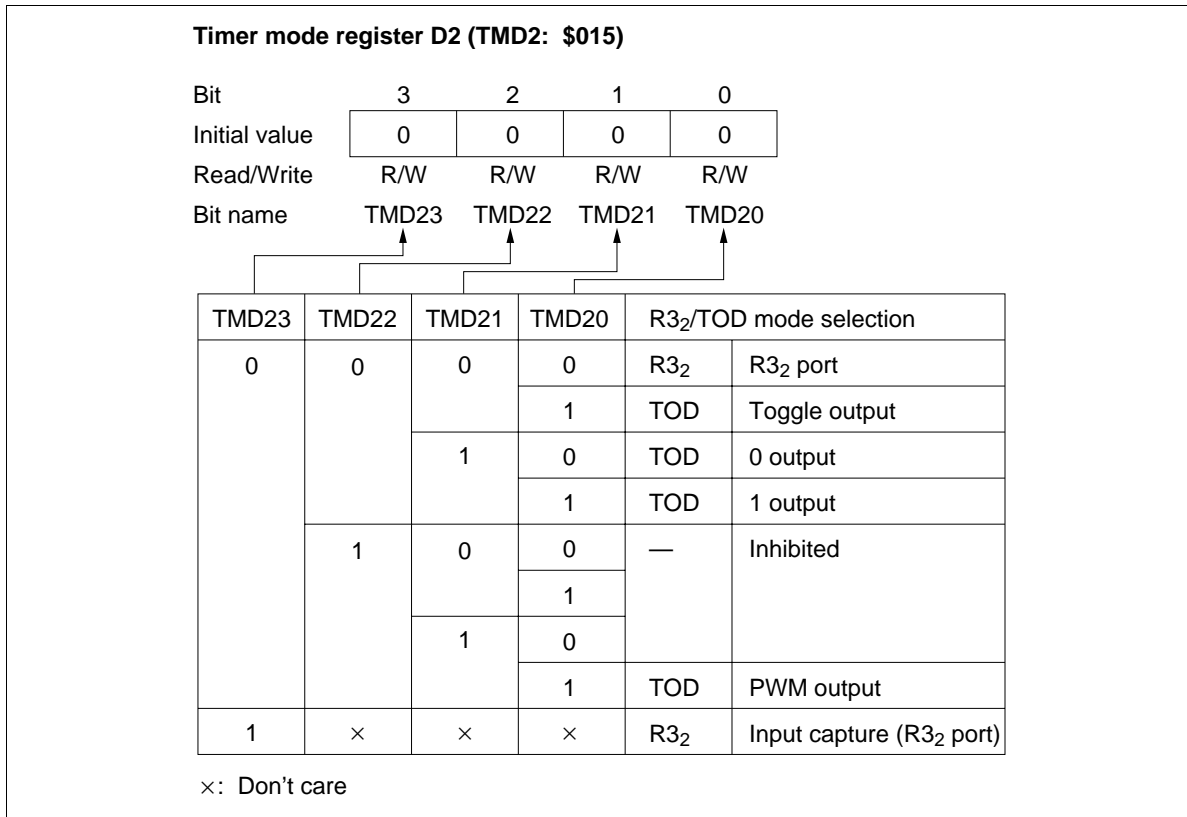 Timer mode register D2 (TMD2: $015)
Bit 3 2 1 0
Initial value 0 0 0 0
Read/Write R/W R/W R/W R/W
Bit name TMD23 TMD22 TMD21 TMD20
TMD23 TMD22 TMD21 TMD20 R3₂/TOD mode selection
0 0 0 0 R3₂ R3₂ port
1 TOD Toggle output
1 0 TOD 0 output
1 TOD 1 output
1 0 0 — Inhibited
1
1 0
1 TOD PWM output
1 × × × R3₂ Input capture (R3₂ port)
×: Don't care